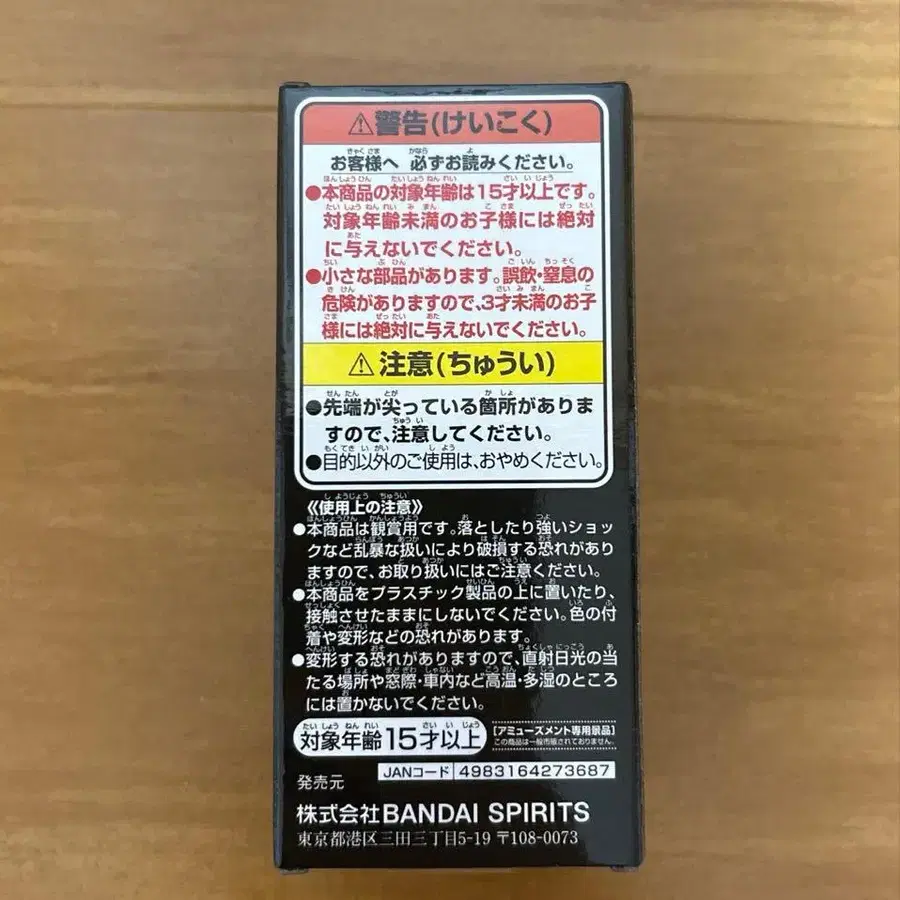 ⚠警告(けいこく)
お客様へ 必ずお読みください。
●本商品の対象年齢は15才以上です。
対象年齢未満のお子様には絶対
に与えないでください。
●小さな部品があります。誤飲・窒息の
危険がありますので、3才未満のお子
様には絶対に与えないでください。
⚠注意(ちゅうい)
●先端が尖っている箇所がありま
すので、注意してください。
●目的以外のご使用は、おやめください。
《使用上の注意》
●本商品は観賞用です。落としたり強いショッ
クなど乱暴な扱いにより破損する恐れがあり
ますので、お取り扱いにはご注意ください。
●本商品をプラスチック製品の上に置いたり、
接触させたままにしないでください。色の付
着や変形などの恐れがあります。
●変形する恐れがありますので、直射日光の当
たる場所や窓際・車内など高温・多湿のところ
には置かないでください。
対象年齢15才以上
[アミューズメント専用景品]
この商品は一般市販されておりません。
JANコード 4983164273687
発売元
株式会社BANDAI SPIRITS
東京都港区三田三丁目5-19 〒108-0073